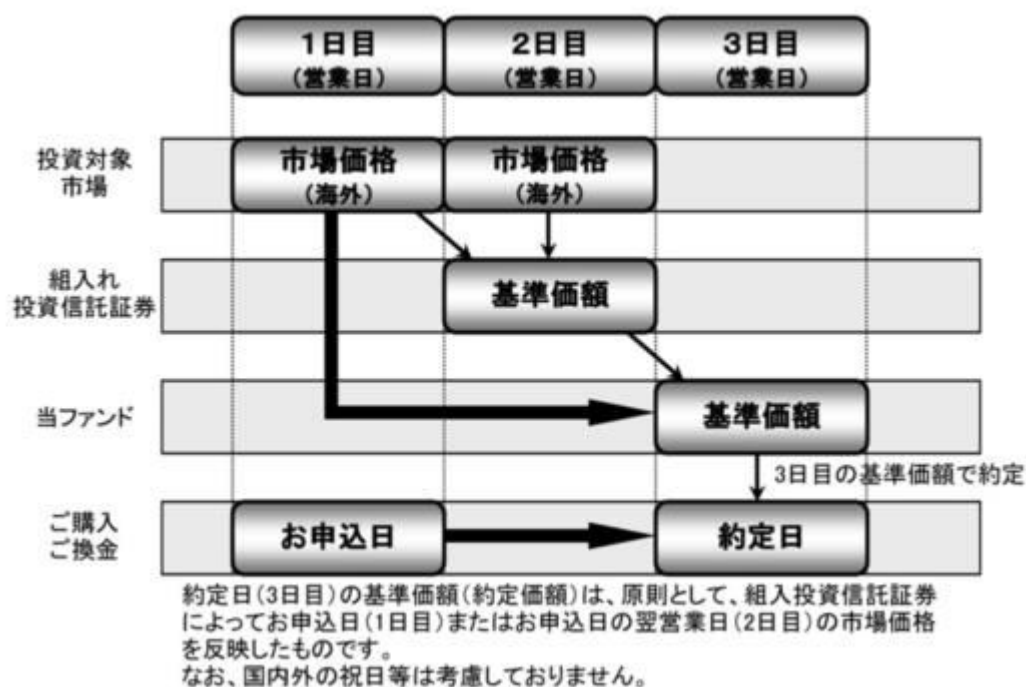 1日目
(営業日)
2日目
(営業日)
3日目
(営業日)
投資対象
市場
市場価格
(海外)
市場価格
(海外)
組入れ
投資信託証券
基準価額
当ファンド
基準価額
3日目の基準価額で約定
ご購入
ご換金
お申込日
約定日
約定日(3日目)の基準価額(約定価額)は、原則として、組入投資信託証券
によってお申込日(1日目)またはお申込日の翌営業日(2日目)の市場価格
を反映したものです。
なお、国内外の祝日等は考慮しておりません。